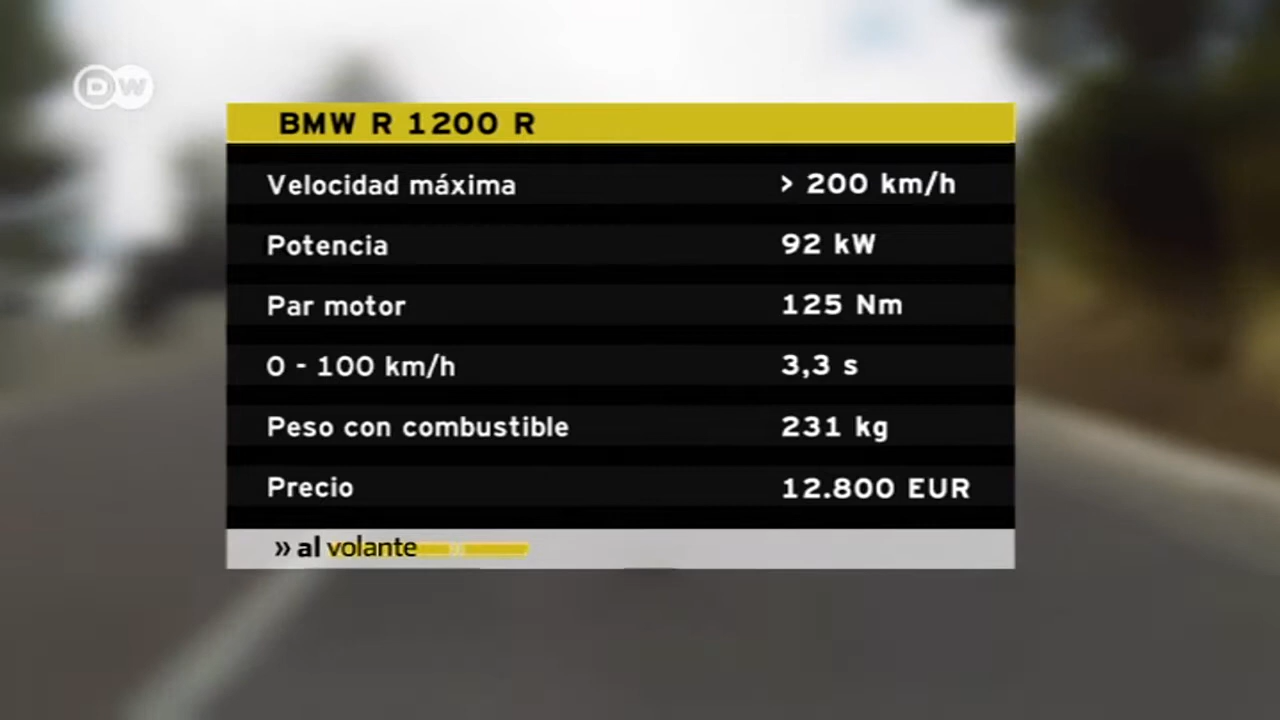 DW
BMW R 1200 R
Velocidad máxima > 200 km/h
Potencia 92 kW
Par motor 125 Nm
0 - 100 km/h 3,3 s
Peso con combustible 231 kg
Precio 12.800 EUR
» al volante